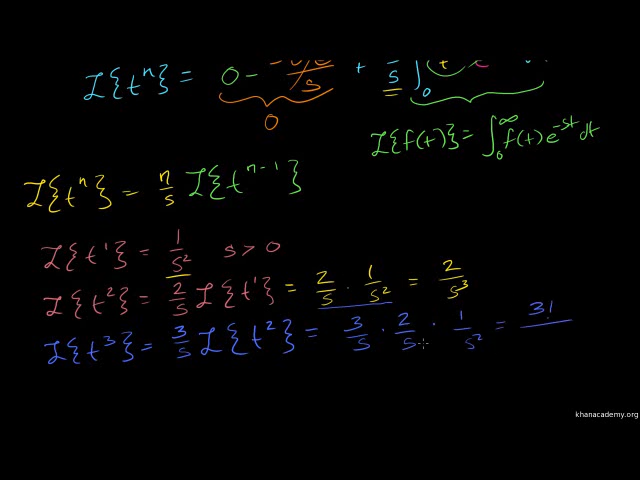 ℒ{tⁿ} = 0 - /s + n/s ∫₀
0
ℒ{f(t)} = ∫₀^∞ f(t) e^(-st) dt
ℒ{tⁿ} = n/s ℒ{tⁿ⁻¹}
ℒ{t¹} = 1/s² s > 0
ℒ{t²} = 2/s ℒ{t¹} = 2/s · 1/s² = 2/s³
ℒ{t³} = 3/s ℒ{t²} = 3/s · 2/s · 1/s² = 3!
khanacademy.org